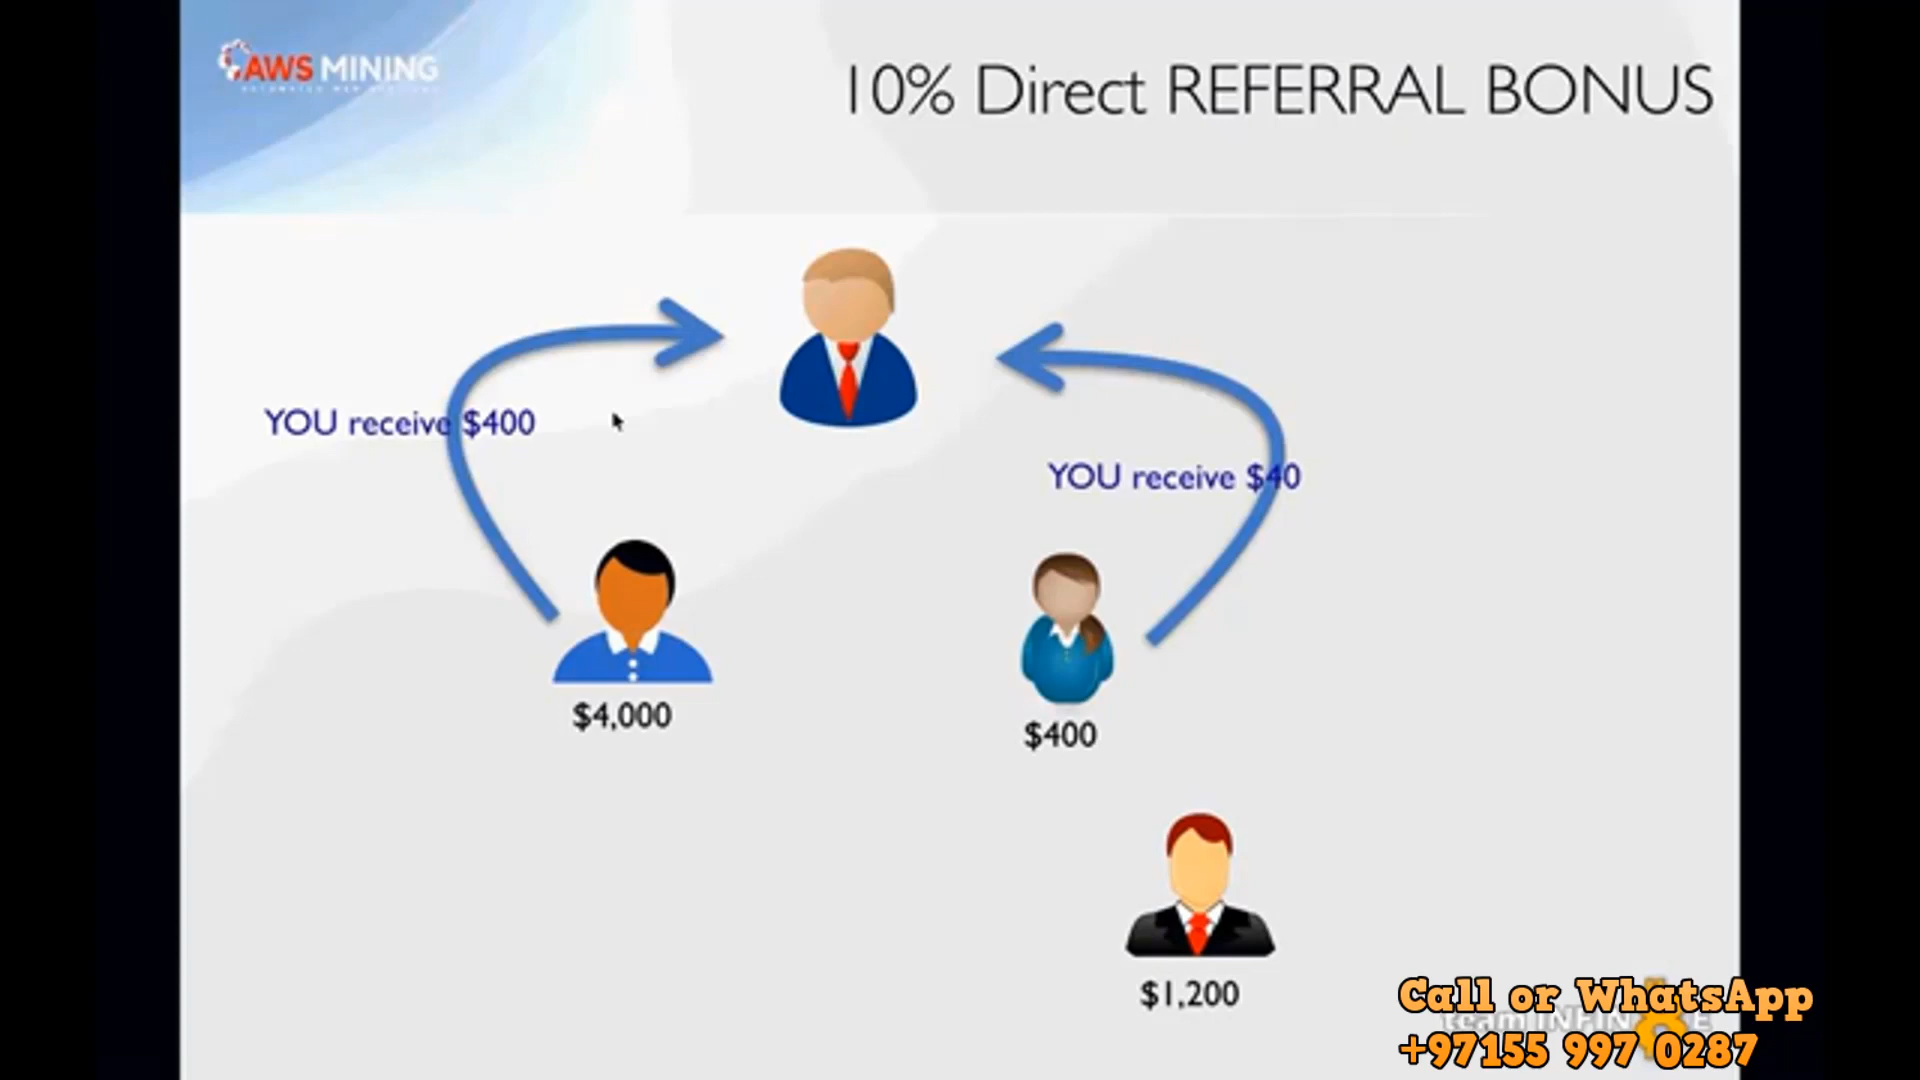 AWS MINING
10% Direct REFERRAL BONUS
YOU receive $400
YOU receive $40
$4,000
$400
$1,200
Call or WhatsApp
+97155 997 0287